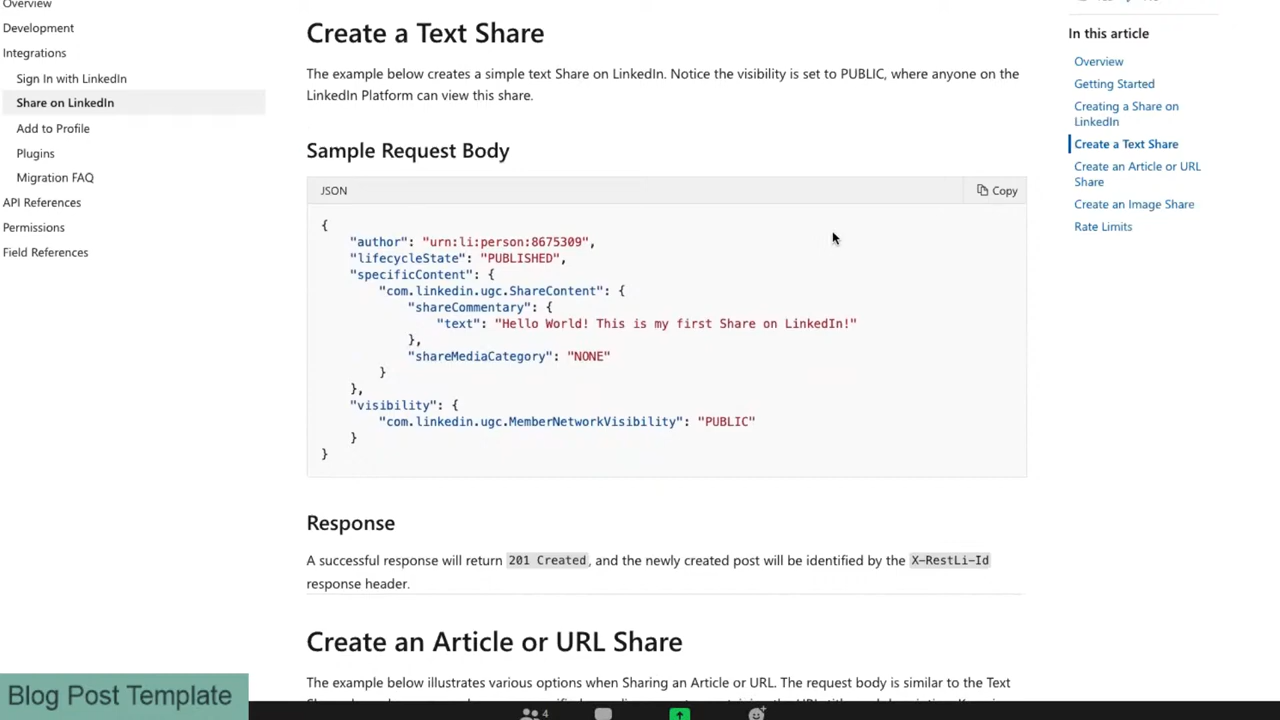 Overview
Development
Integrations
Sign In with LinkedIn
Share on LinkedIn
Add to Profile
Plugins
Migration FAQ
API References
Permissions
Field References
Create a Text Share
The example below creates a simple text Share on LinkedIn. Notice the visibility is set to PUBLIC, where anyone on the
LinkedIn Platform can view this share.
Sample Request Body
JSON
Copy
{
"author": "urn:li:person:8675309",
"lifecycleState": "PUBLISHED",
"specificContent": {
"com.linkedin.ugc.ShareContent": {
"shareCommentary": {
"text": "Hello World! This is my first Share on LinkedIn!"
},
"shareMediaCategory": "NONE"
}
},
"visibility": {
"com.linkedin.ugc.MemberNetworkVisibility": "PUBLIC"
}
}
Response
A successful response will return 201 Created, and the newly created post will be identified by the X-RestLi-Id
response header.
Create an Article or URL Share
The example below illustrates various options when Sharing an Article or URL. The request body is similar to the Text
In this article
Overview
Getting Started
Creating a Share on
LinkedIn
Create a Text Share
Create an Article or URL
Share
Create an Image Share
Rate Limits
Blog Post Template
4